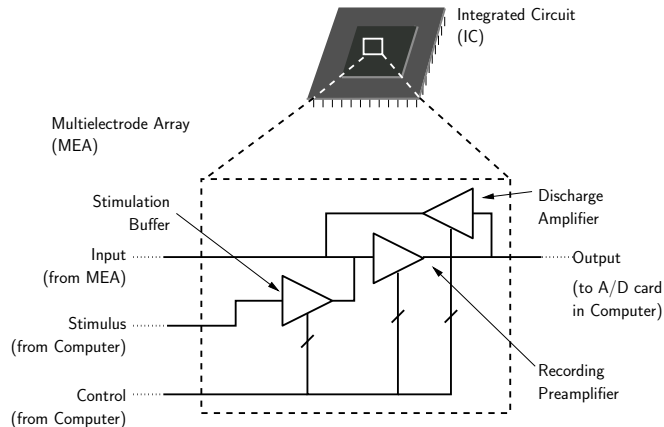 Integrated Circuit
(IC)
Multielectrode Array
(MEA)
Stimulation
Buffer
Discharge
Amplifier
Input
(from MEA)
Output
(to A/D card
in Computer)
Stimulus
(from Computer)
Recording
Preamplifier
Control
(from Computer)